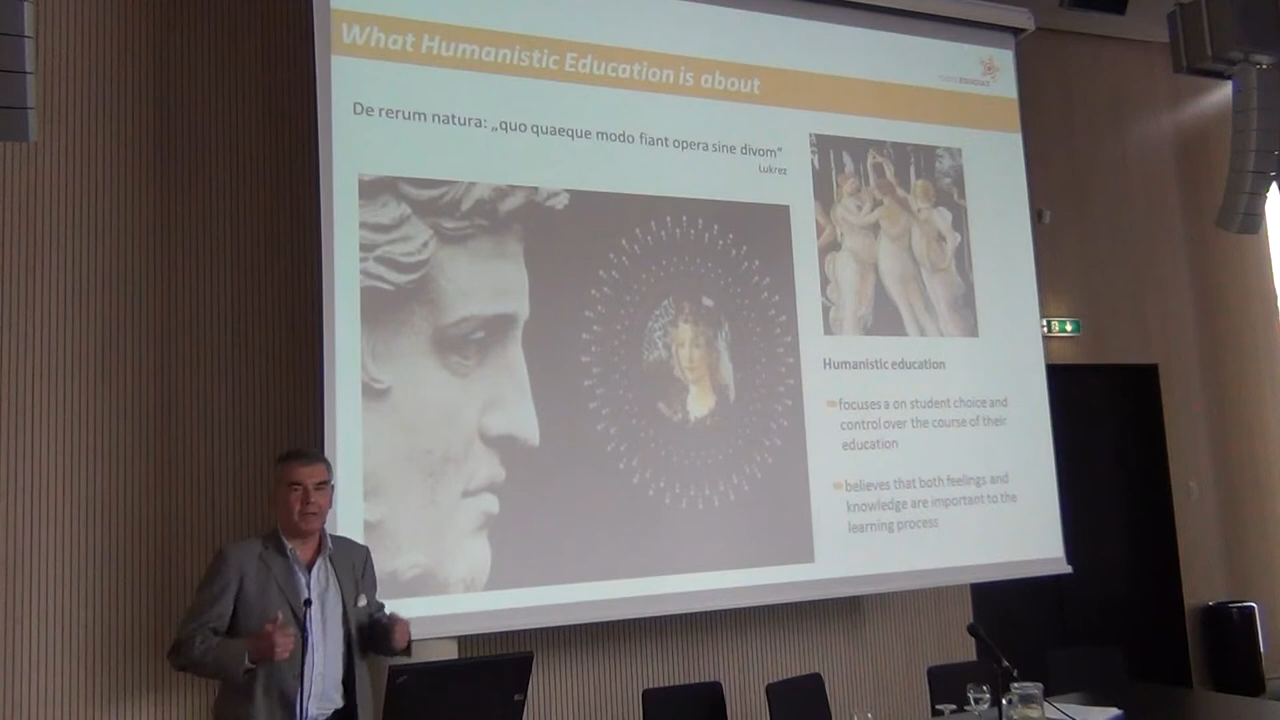 What Humanistic Education is about
De rerum natura: „quo quaeque modo fiant opera sine divom“
Lukrez
Humanistic education
focuses a on student choice and
control over the course of their
education
believes that both feelings and
knowledge are important to the
learning process